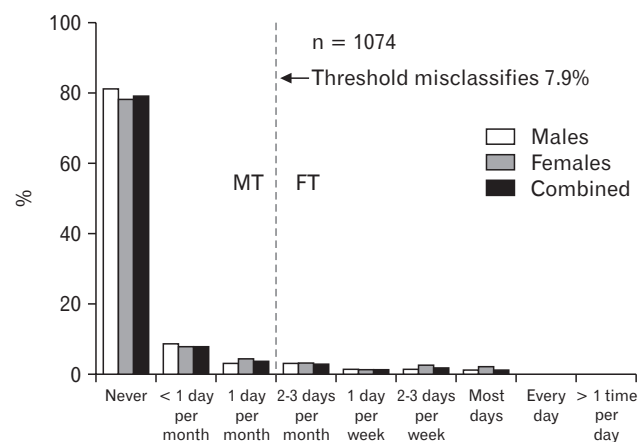 100
80
60
40
20
0
%
n = 1074
Threshold misclassifies 7.9%
Males
Females
Combined
MT
FT
Never
< 1 day
per
month
1 day
per
month
2-3 days
per
month
1 day
per
week
2-3 days
per
week
Most
days
Every
day
> 1 time
per
day